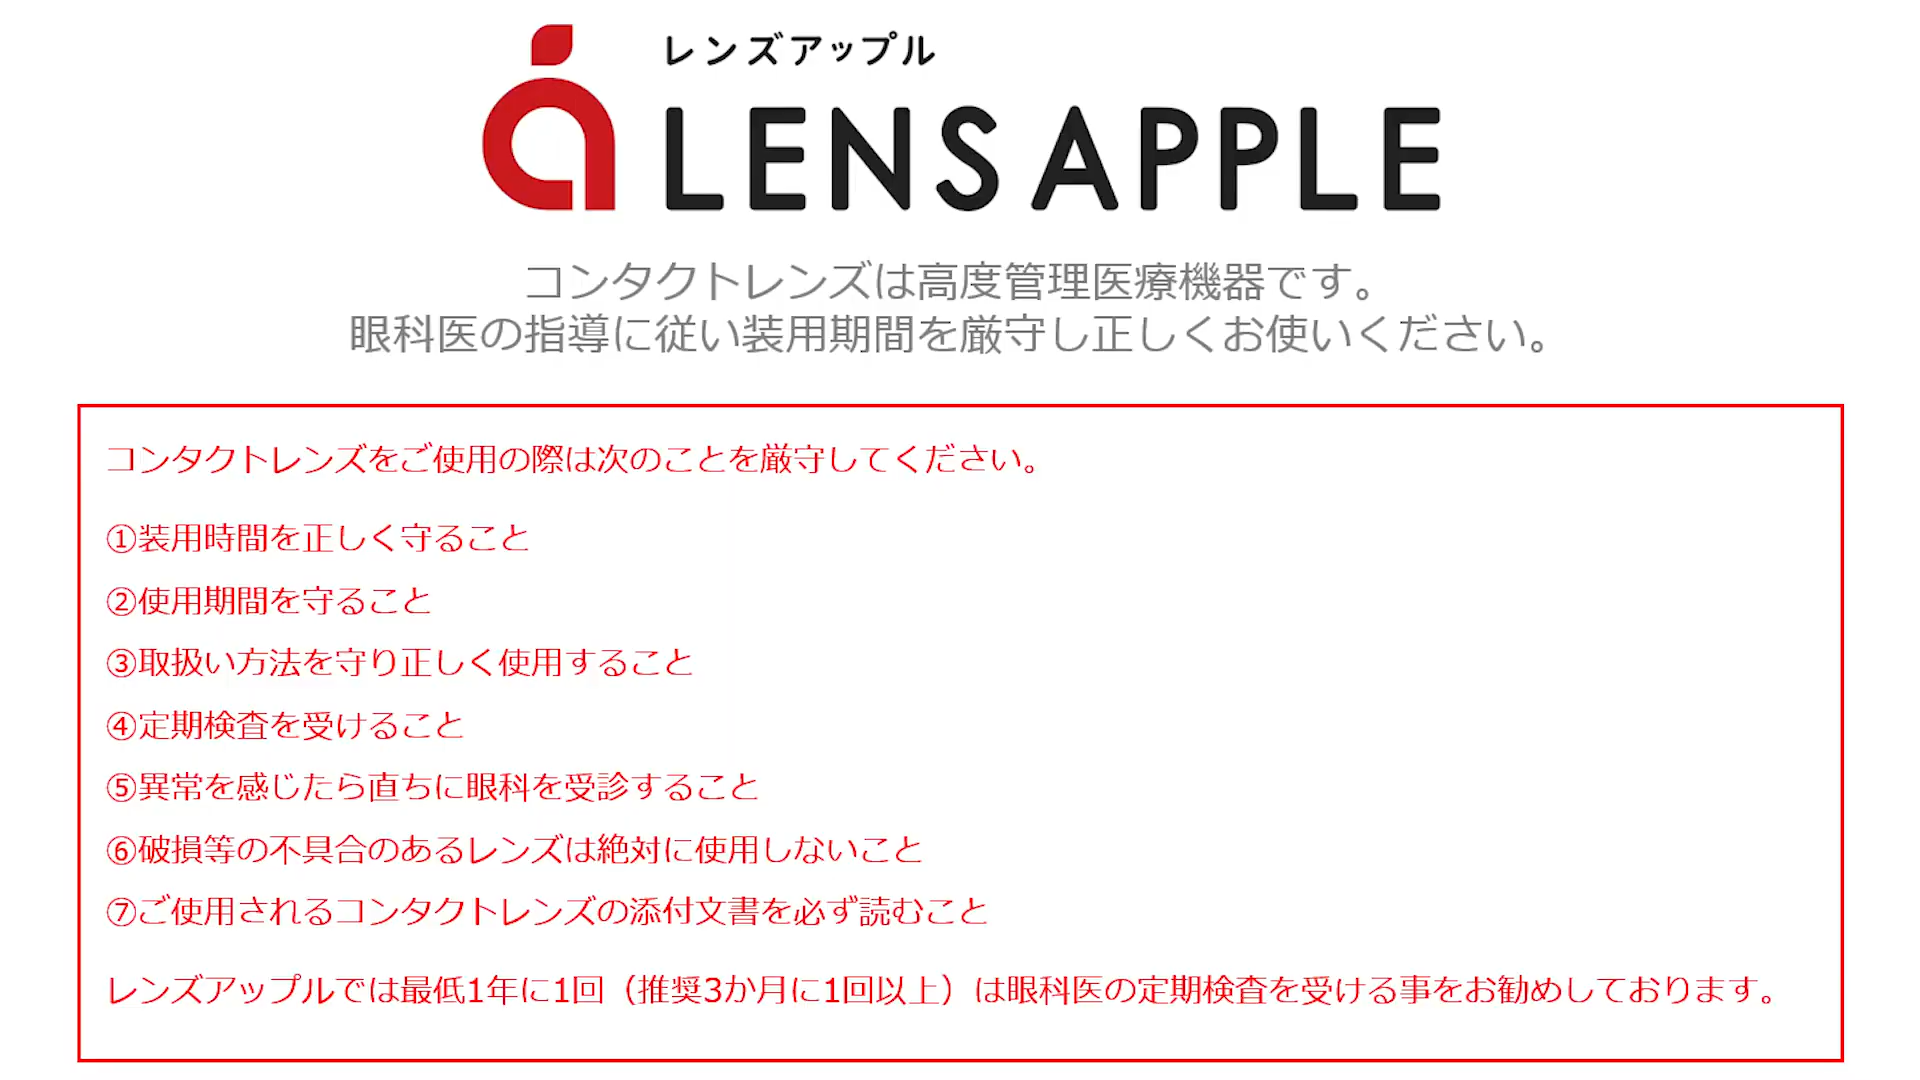 レンズアップル
LENS APPLE
コンタクトレンズは高度管理医療機器です。
眼科医の指導に従い装用期間を厳守し正しくお使いください。
コンタクトレンズをご使用の際は次のことを厳守してください。
①装用時間を正しく守ること
②使用期間を守ること
③取扱い方法を守り正しく使用すること
④定期検査を受けること
⑤異常を感じたら直ちに眼科を受診すること
⑥破損等の不具合のあるレンズは絶対に使用しないこと
⑦ご使用されるコンタクトレンズの添付文書を必ず読むこと
レンズアップルでは最低1年に1回（推奨3か月に1回以上）は眼科医の定期検査を受ける事をお勧めしております。